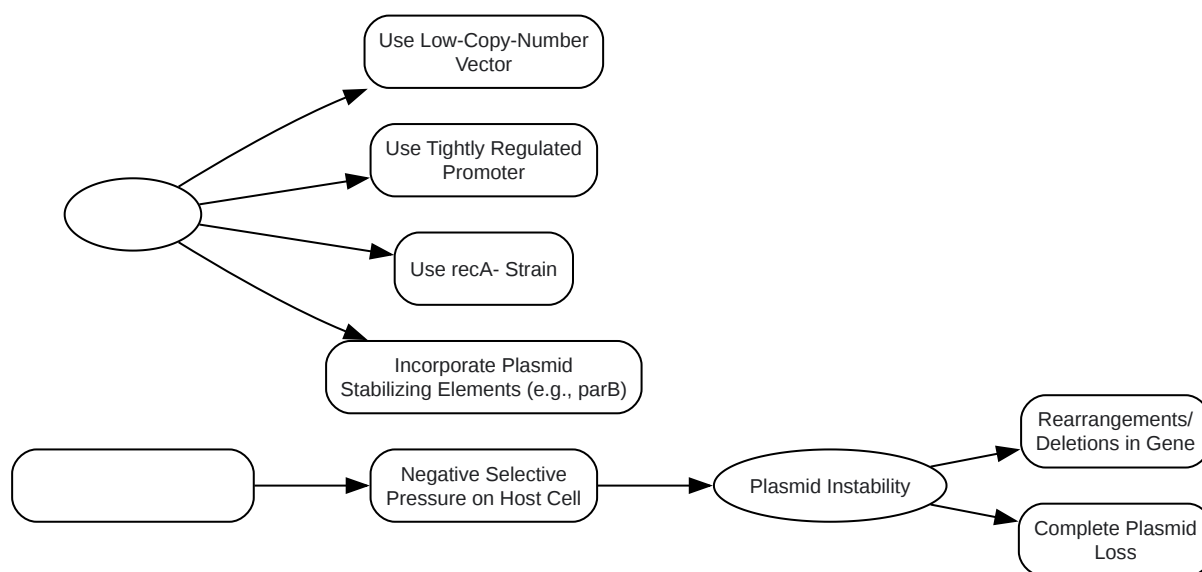 Use Low-Copy-Number
Vector
Use Tightly Regulated
Promoter
Use recA- Strain
Incorporate Plasmid
Stabilizing Elements (e.g., parB)
Negative Selective
Pressure on Host Cell
Plasmid Instability
Rearrangements/
Deletions in Gene
Complete Plasmid
Loss